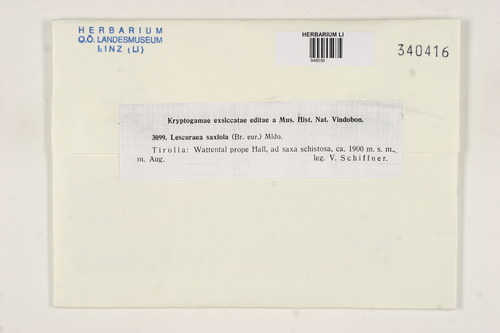 HERBARIUM
O.Ö. LANDESMUSEUM
LINZ (LI)
HERBARIUM LI
340416
Kryptogamae exsiccatae editae a Mus. Hist. Nat. Vindobon.
3099. Lescuraea saxiola (Br. eur.) Mldo.
Tirolia: Wattental prope Hall, ad saxa schistosa, ca. 1900 m. s. m.,
m. Aug. leg. V. Schiffner.